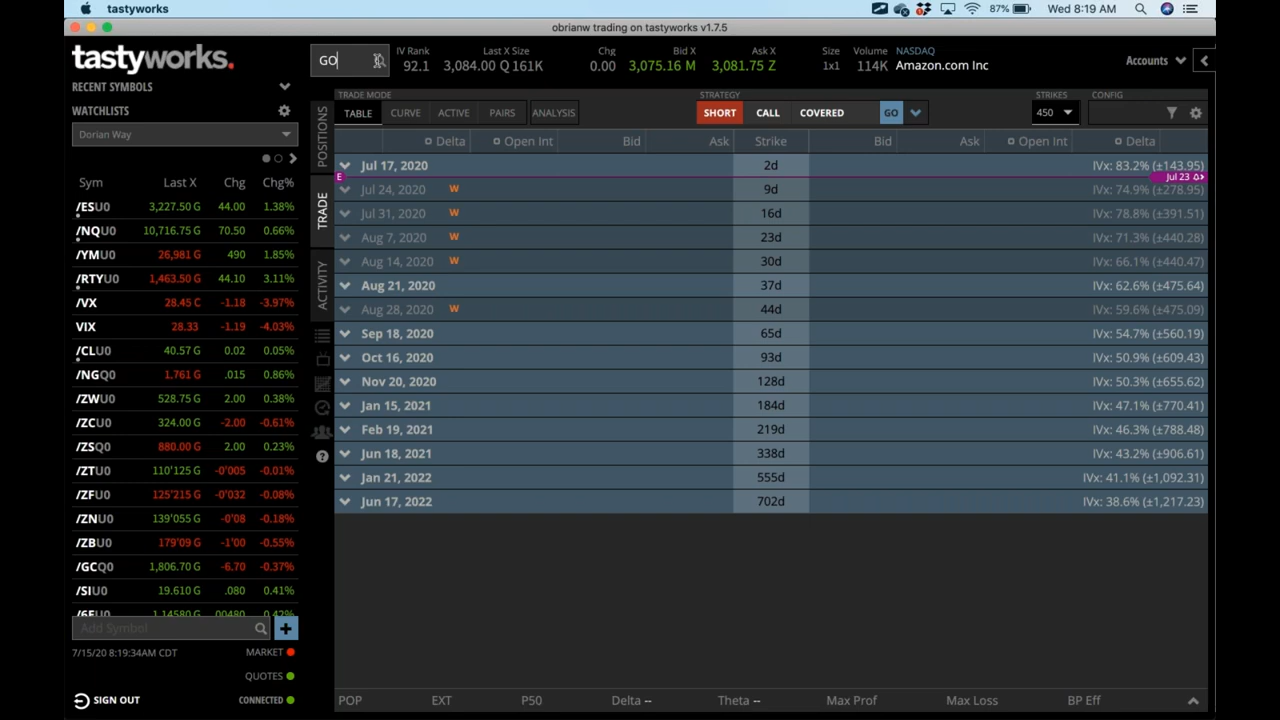 tastyworks
87%
Wed 8:19 AM
obrianw trading on tastyworks v1.7.5
tastyworks.
GO
IV Rank
92.1
Last X Size
3,084.00 Q 161K
Chg
0.00
Bid X
3,075.16 M
Ask X
3,081.75 Z
Size
1x1
Volume
114K
NASDAQ
Amazon.com Inc
Accounts
RECENT SYMBOLS
WATCHLISTS
Dorian Way
TRADE MODE
TABLE CURVE ACTIVE PAIRS ANALYSIS
STRATEGY
SHORT CALL COVERED GO
STRIKES
450
CONFIG
POSITIONS
TRADE
ACTIVITY
Sym Last X Chg Chg%
/ESU0 3,227.50 G 44.00 1.38%
/NQU0 10,716.75 G 70.50 0.66%
/YMU0 26,981 G 490 1.85%
/RTYU0 1,463.50 G 44.10 3.11%
/VX 28.45 C -1.18 -3.97%
VIX 28.33 -1.19 -4.03%
/CLU0 40.57 G 0.02 0.05%
/NGQ0 1.761 G .015 0.86%
/ZWU0 528.75 G 2.00 0.38%
/ZCU0 324.00 G -2.00 -0.61%
/ZSQ0 880.00 G 2.00 0.23%
/ZTU0 110'125 G -0'005 -0.01%
/ZFU0 125'215 G -0'032 -0.08%
/ZNU0 139'055 G -0'08 -0.18%
/ZBU0 179'09 G -1'00 -0.55%
/GCQ0 1,806.70 G -6.70 -0.37%
/SIU0 19.610 G .080 0.41%
/6EU0 1.14580 G .00480 0.42%
Add Symbol
7/15/20 8:19:34AM CDT
MARKET
QUOTES
SIGN OUT
CONNECTED
Delta Open Int Bid Ask Strike Bid Ask Open Int Delta
Jul 17, 2020 2d IVx: 83.2% (±143.95)
E Jul 23
Jul 24, 2020 W 9d IVx: 74.9% (±278.95)
Jul 31, 2020 W 16d IVx: 78.8% (±391.51)
Aug 7, 2020 W 23d IVx: 71.3% (±440.28)
Aug 14, 2020 W 30d IVx: 66.1% (±440.47)
Aug 21, 2020 37d IVx: 62.6% (±475.64)
Aug 28, 2020 W 44d IVx: 59.6% (±475.09)
Sep 18, 2020 65d IVx: 54.7% (±560.19)
Oct 16, 2020 93d IVx: 50.9% (±609.43)
Nov 20, 2020 128d IVx: 50.3% (±655.62)
Jan 15, 2021 184d IVx: 47.1% (±770.41)
Feb 19, 2021 219d IVx: 46.3% (±788.48)
Jun 18, 2021 338d IVx: 43.2% (±906.61)
Jan 21, 2022 555d IVx: 41.1% (±1,092.31)
Jun 17, 2022 702d IVx: 38.6% (±1,217.23)
POP EXT P50 Delta -- Theta -- Max Prof Max Loss BP Eff